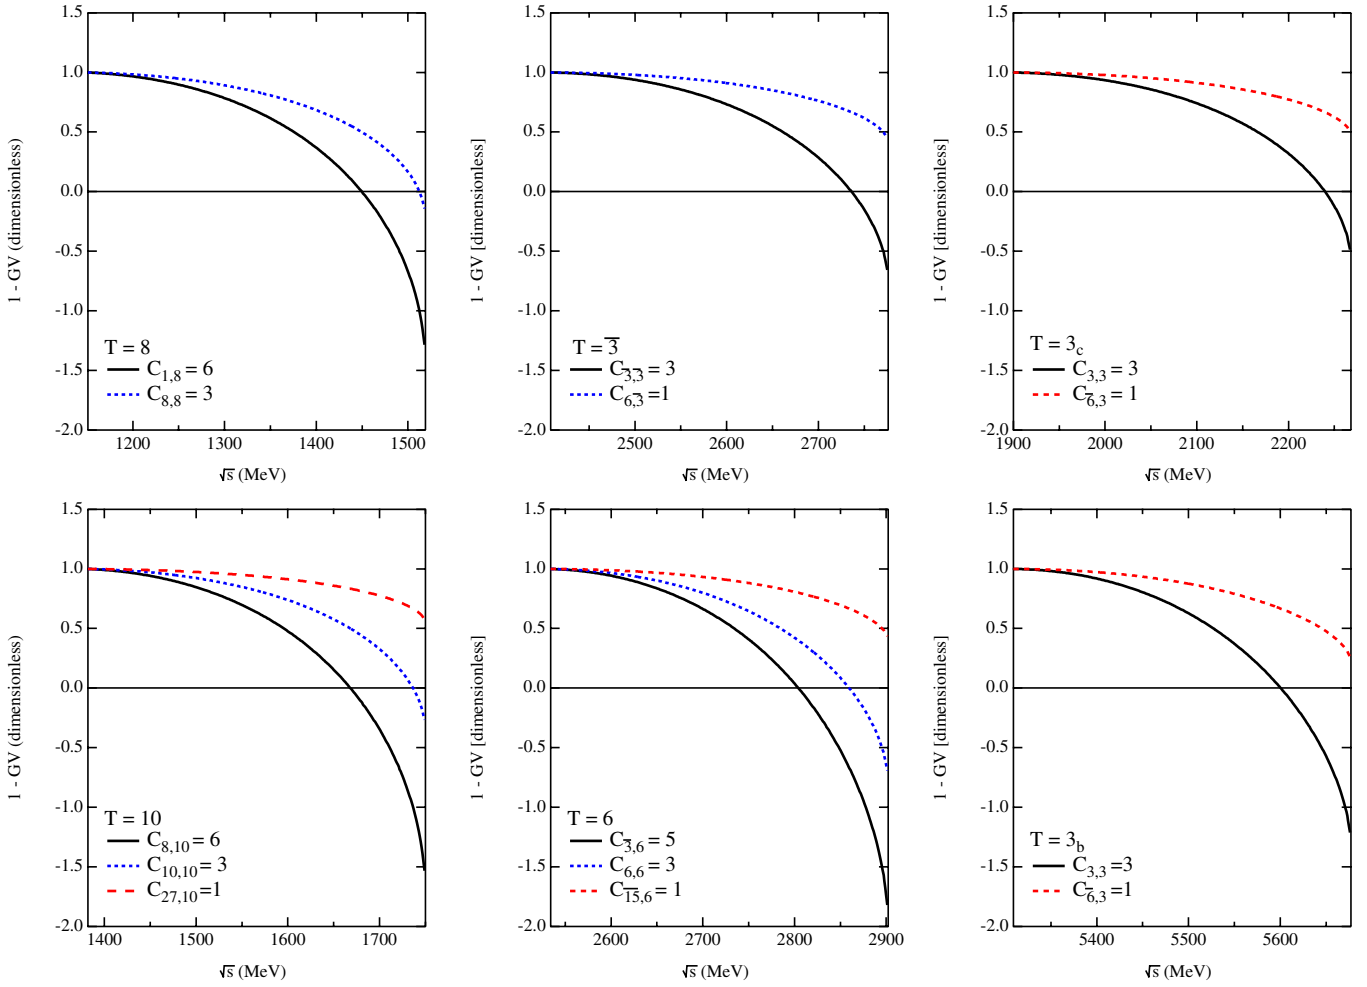 1.5
1.0
0.5
0.0
-0.5
-1.0
-1.5
-2.0
1 - GV (dimensionless)
T = 8
C1,8 = 6
C8,8 = 3
1200 1300 1400 1500
√s (MeV)
1.5
1.0
0.5
0.0
-0.5
-1.0
-1.5
-2.0
1 - GV [dimensionless]
T = 3̅
C3̅,3̅ = 3
C6,3̅ =1
2500 2600 2700
√s (MeV)
1.5
1.0
0.5
0.0
-0.5
-1.0
-1.5
-2.0
1 - GV [dimensionless]
T = 3c
C3,3 = 3
C6̅,3 = 1
1900 2000 2100 2200
√s (MeV)
1.5
1.0
0.5
0.0
-0.5
-1.0
-1.5
-2.0
1 - GV (dimensionless)
T = 10
C8,10 = 6
C10,10 = 3
C27,10 =1
1400 1500 1600 1700
√s (MeV)
1.5
1.0
0.5
0.0
-0.5
-1.0
-1.5
-2.0
1 - GV [dimensionless]
T = 6
C3̅,6 = 5
C6,6 = 3
C1̅5̅,6 = 1
2600 2700 2800 2900
√s (MeV)
1.5
1.0
0.5
0.0
-0.5
-1.0
-1.5
-2.0
1 - GV [dimensionless]
T = 3b
C3,3 =3
C6̅,3 =1
5400 5500 5600
√s (MeV)